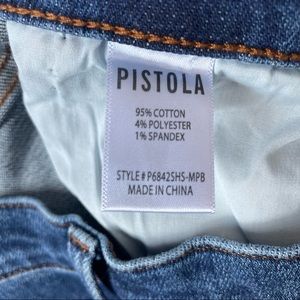 PISTOLA
95% COTTON
4% POLYESTER
1% SPANDEX
STYLE # P6842SHS-MPB
MADE IN CHINA